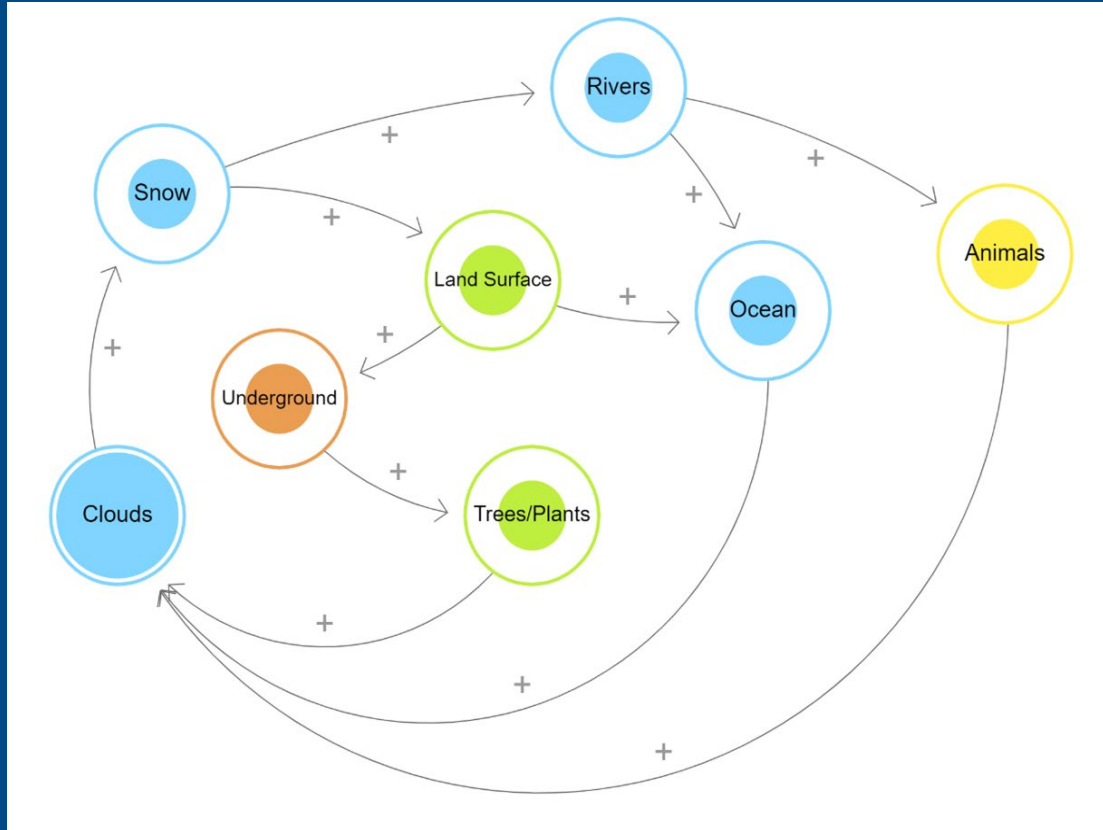 Rivers
+
+
Snow
+
+
+
Animals
Land Surface
+
Ocean
+
+
Underground
+
Clouds
Trees/Plants
+
+
+